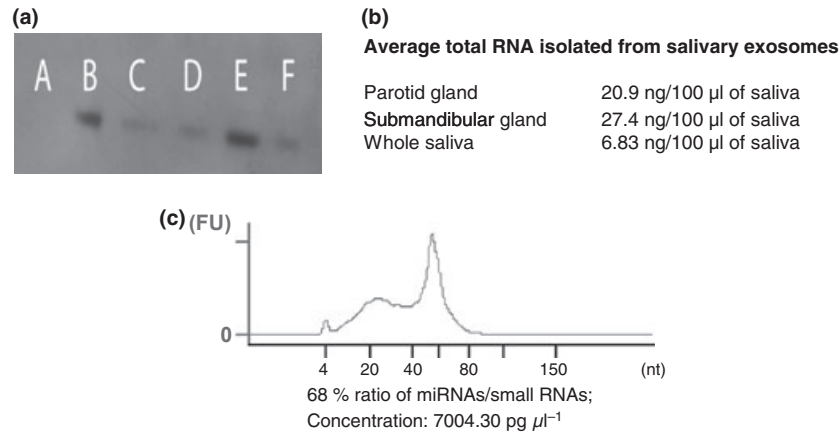 (a)
A B C D E F
(b)
Average total RNA isolated from salivary exosomes
Parotid gland 20.9 ng/100 μl of saliva
Submandibular gland 27.4 ng/100 μl of saliva
Whole saliva 6.83 ng/100 μl of saliva
(c)
(FU)
0
4 20 40 80 150 (nt)
68 % ratio of miRNAs/small RNAs;
Concentration: 7004.30 pg μl⁻¹